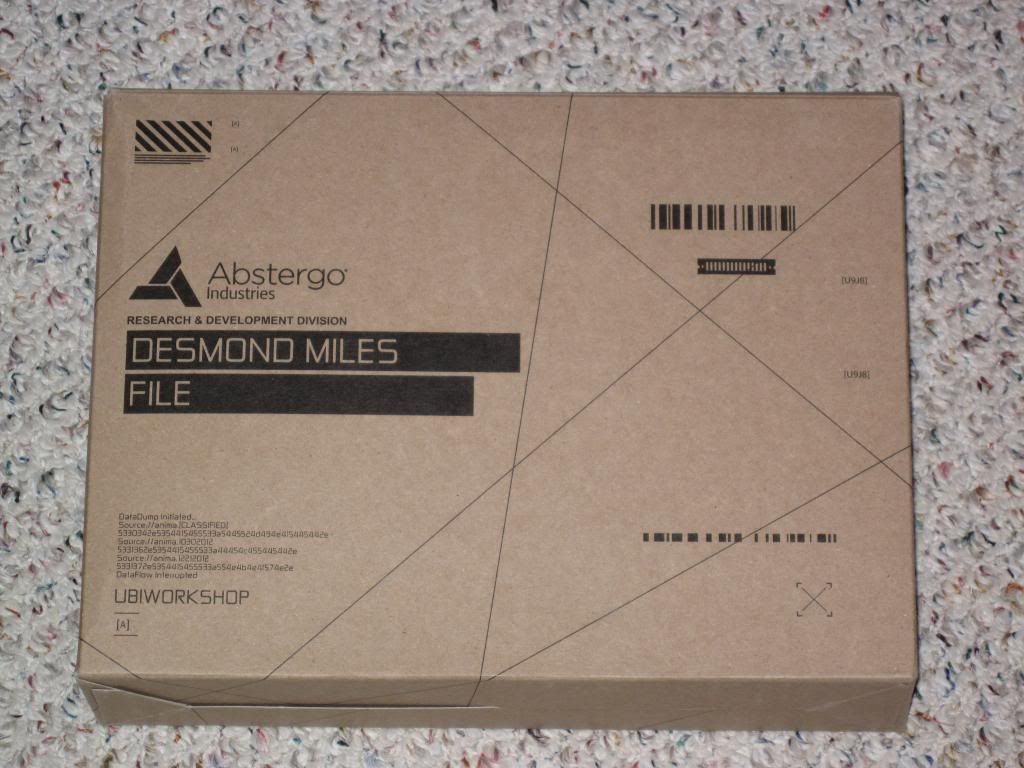 [A]
[A]
Abstergo
Industries
RESEARCH & DEVELOPMENT DIVISION
DESMOND MILES
FILE
[U9J8]
[U9J8]
DataDump Initiated...
Source://anima.[CLASSIFIED]
Source://anima.10302012
Source://anima.12212012
DataFlow Interrupted
UBIWORKSHOP
[A]